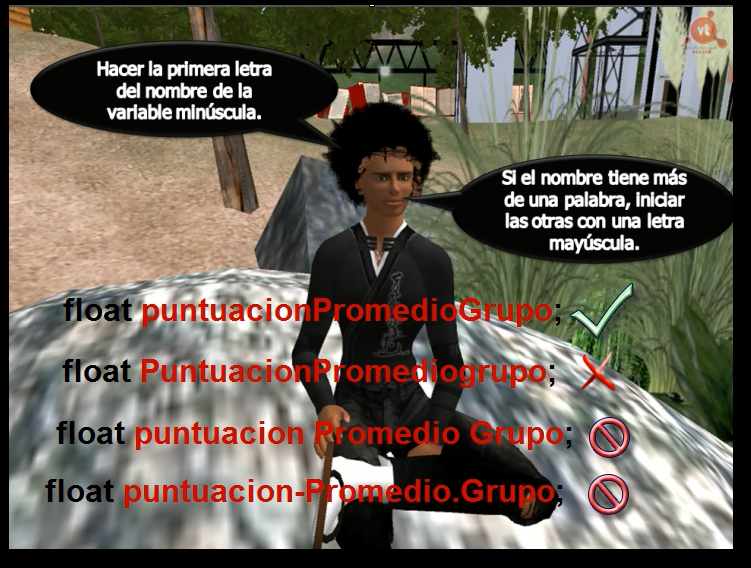 Hacer la primera letra
del nombre de la
variable minúscula.
Si el nombre tiene más
de una palabra, iniciar
las otras con una letra
mayúscula.
float puntuacionPromedioGrupo;
float PuntuacionPromediogrupo;
float puntuacion Promedio Grupo;
float puntuacion-Promedio.Grupo;